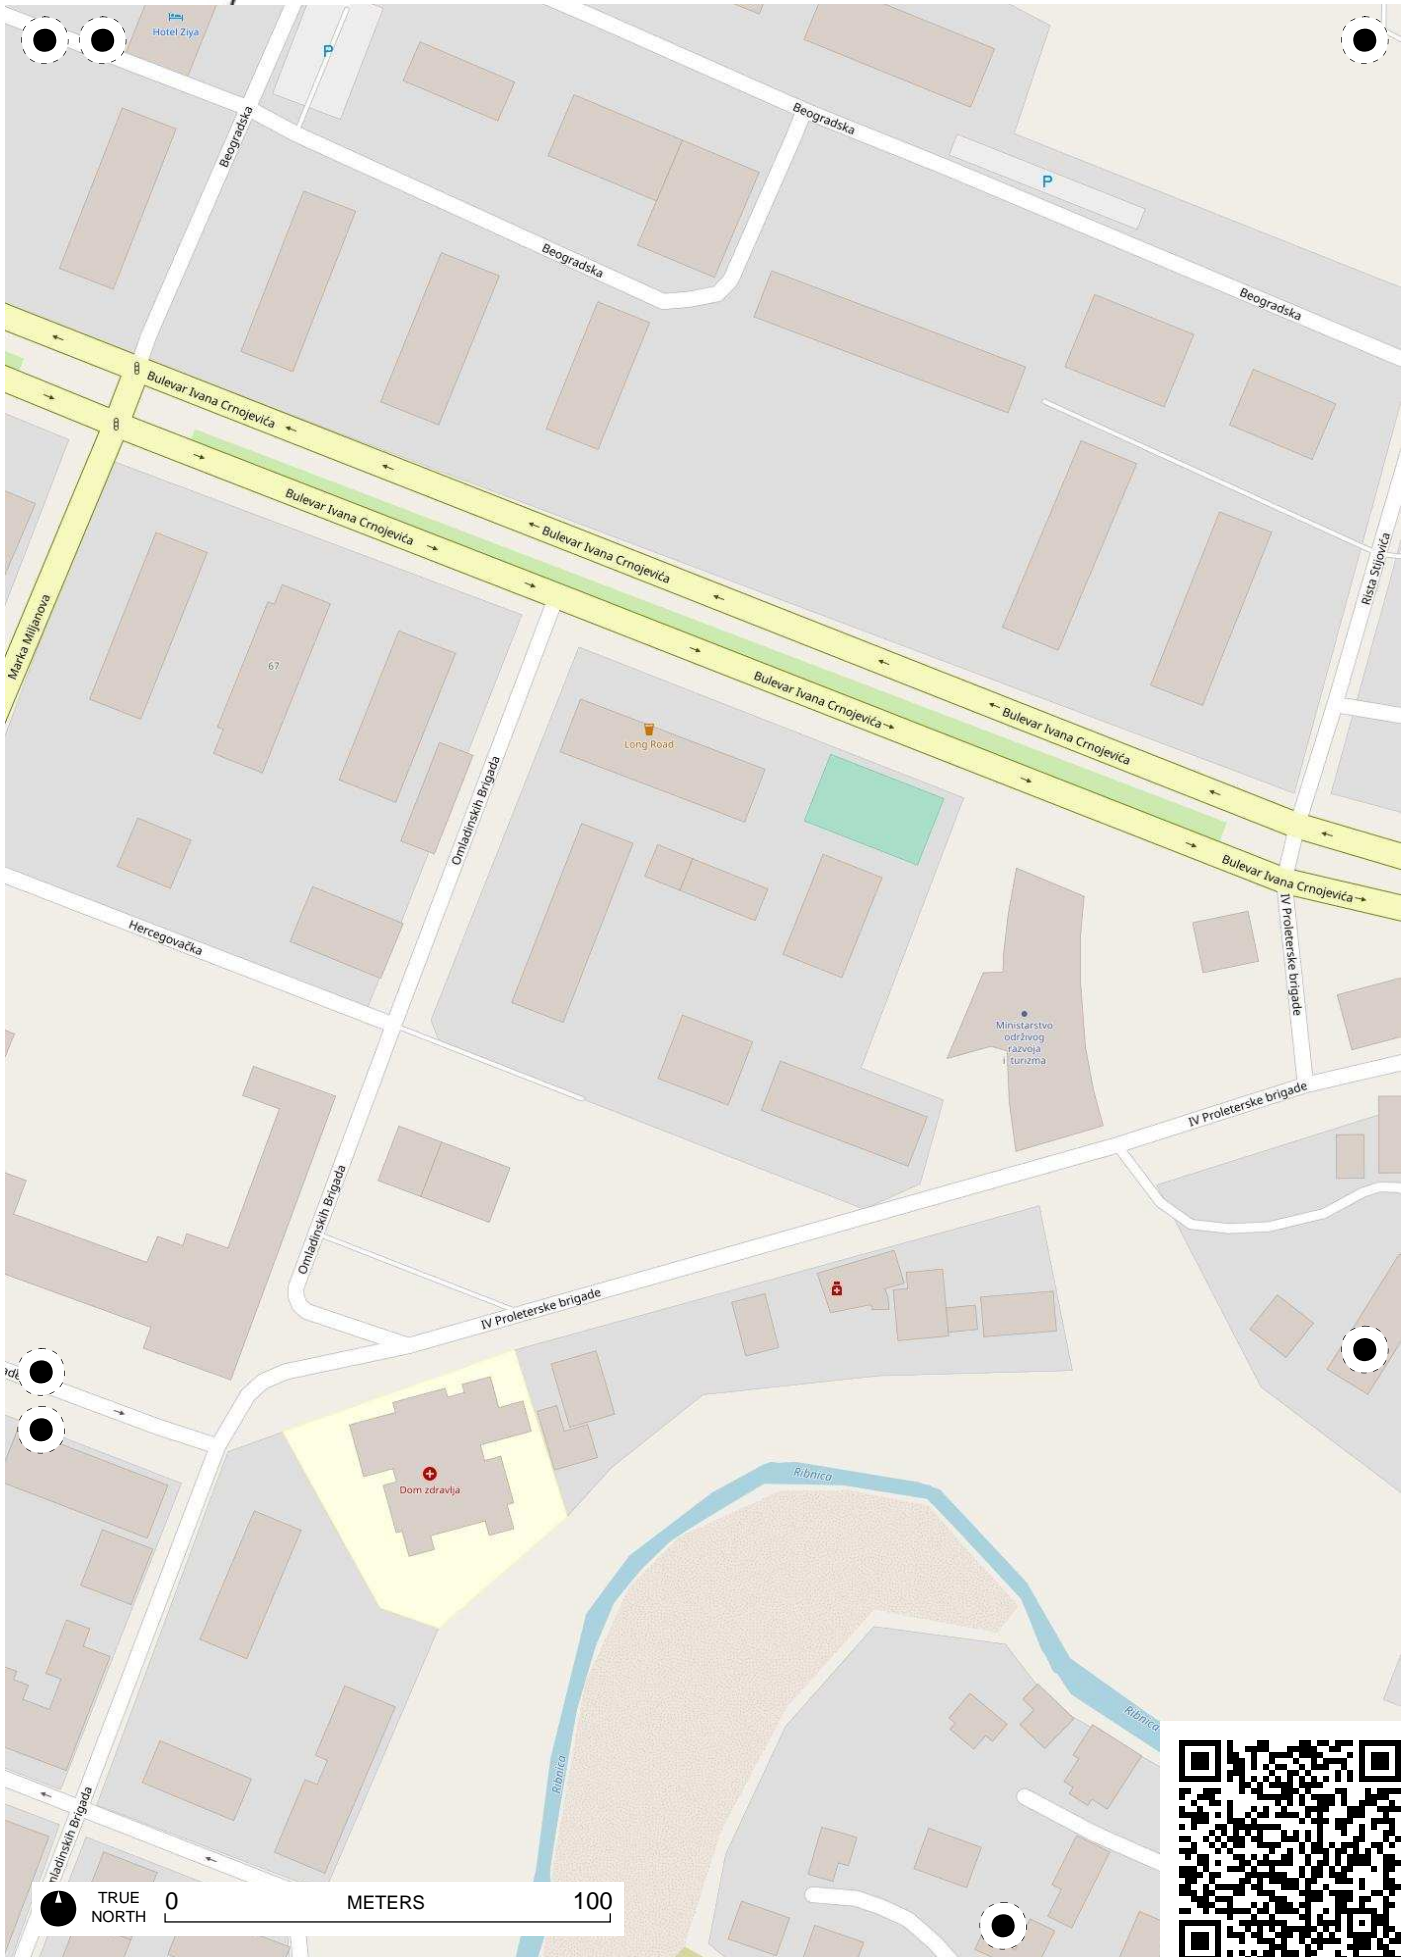 Hotel Ziya
P
Beogradska
Beogradska
P
Beogradska
Beogradska
Bulevar Ivana Crnojevića
Bulevar Ivana Crnojevića
Bulevar Ivana Crnojevića
Rista Stijovića
Marka Miljanova
67
Bulevar Ivana Crnojevića
Bulevar Ivana Crnojevića
Long Road
Omladinskih Brigada
Bulevar Ivana Crnojevića
IV Proleterske brigade
Hercegovačka
Ministarstvo
održivog
razvoja
i turizma
IV Proleterske brigade
Omladinskih Brigada
IV Proleterske brigade
Dom zdravlja
Ribnica
Ribnica
Ribnica
mladinskih Brigada
TRUE
NORTH
0 METERS 100